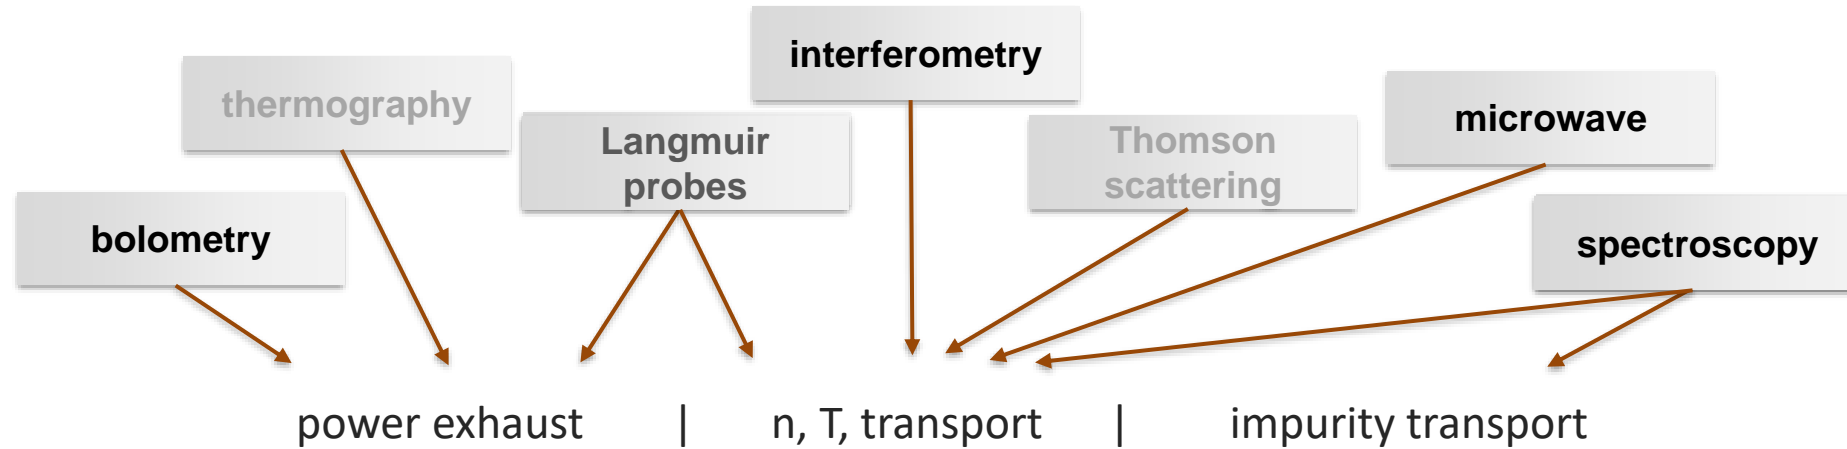 interferometry
thermography
microwave
Langmuir
probes
Thomson
scattering
bolometry
spectroscopy
power exhaust | n, T, transport | impurity transport